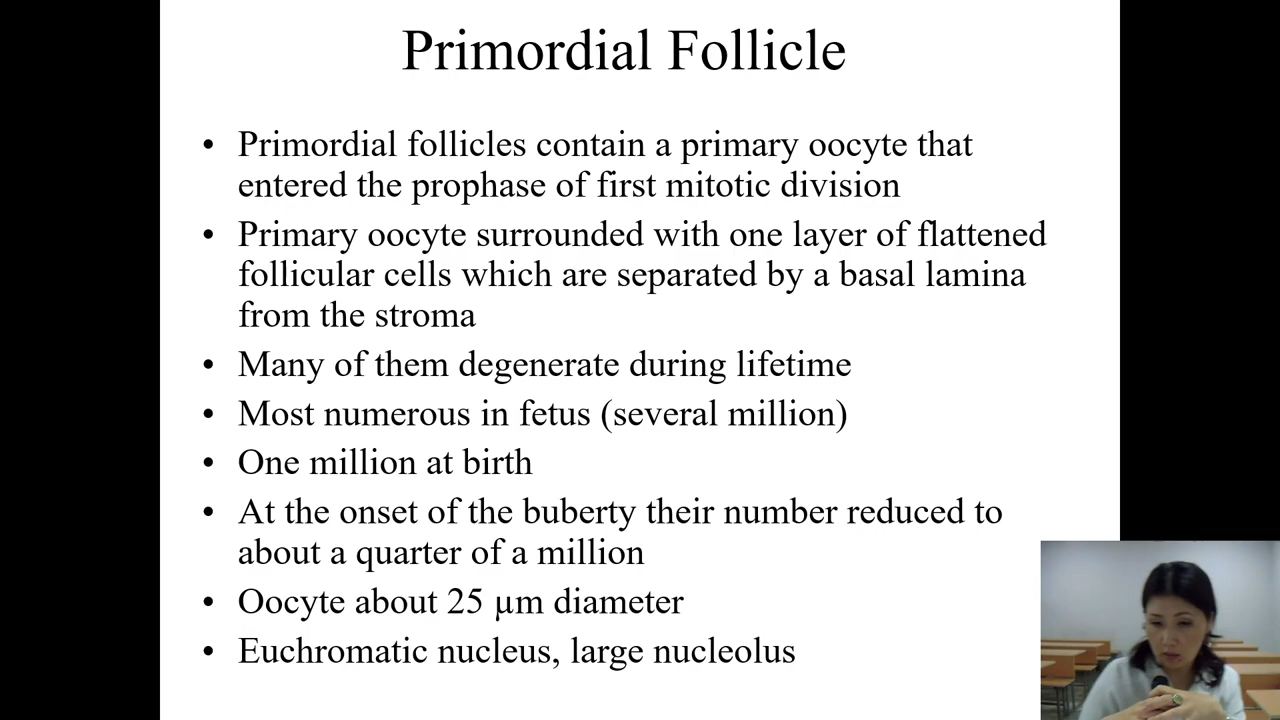 Primordial Follicle
• Primordial follicles contain a primary oocyte that
entered the prophase of first mitotic division
• Primary oocyte surrounded with one layer of flattened
follicular cells which are separated by a basal lamina
from the stroma
• Many of them degenerate during lifetime
• Most numerous in fetus (several million)
• One million at birth
• At the onset of the buberty their number reduced to
about a quarter of a million
• Oocyte about 25 µm diameter
• Euchromatic nucleus, large nucleolus